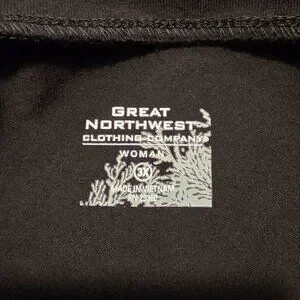 GREAT
NORTHWEST
CLOTHING COMPANY
WOMAN
3X
MADE IN VIETNAM